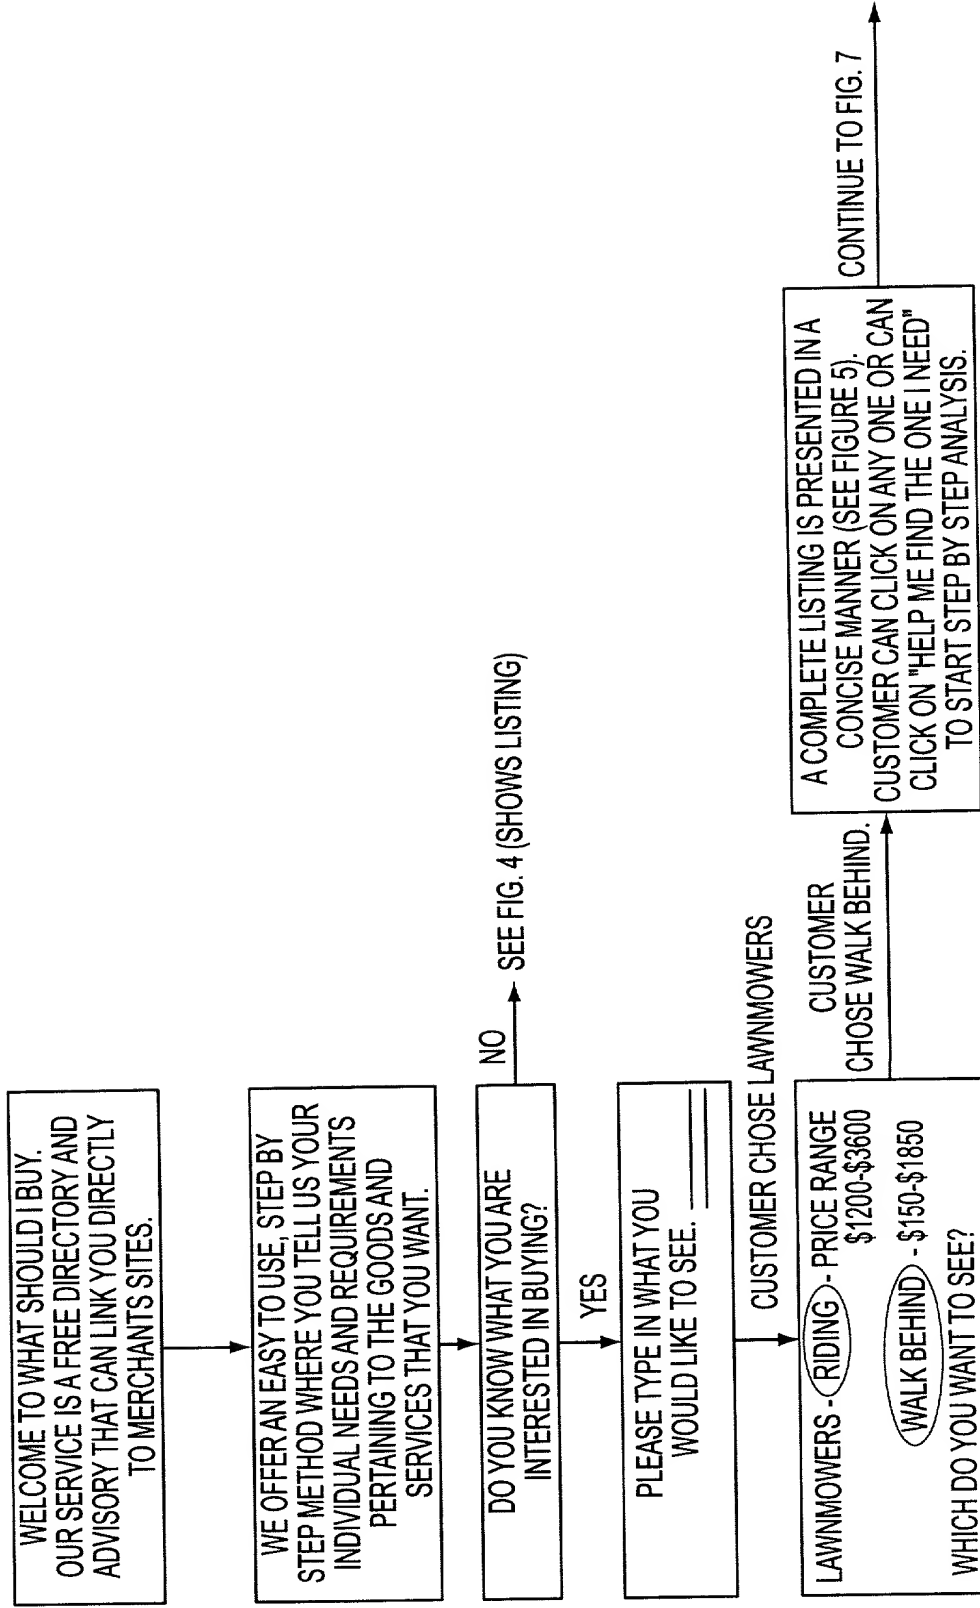 WELCOME TO WHAT SHOULD I BUY.
OUR SERVICE IS A FREE DIRECTORY AND
ADVISORY THAT CAN LINK YOU DIRECTLY
TO MERCHANTS SITES.
WE OFFER AN EASY TO USE, STEP BY
STEP METHOD WHERE YOU TELL US YOUR
INDIVIDUAL NEEDS AND REQUIREMENTS
PERTAINING TO THE GOODS AND
SERVICES THAT YOU WANT.
DO YOU KNOW WHAT YOU ARE
INTERESTED IN BUYING?
NO
SEE FIG. 4 (SHOWS LISTING)
YES
PLEASE TYPE IN WHAT YOU
WOULD LIKE TO SEE.
CUSTOMER CHOSE LAWNMOWERS
LAWNMOWERS - RIDING - PRICE RANGE
$1200-$3600
WALK BEHIND - $150-$1850
WHICH DO YOU WANT TO SEE?
CUSTOMER
CHOSE WALK BEHIND.
A COMPLETE LISTING IS PRESENTED IN A
CONCISE MANNER (SEE FIGURE 5).
CUSTOMER CAN CLICK ON ANY ONE OR CAN
CLICK ON "HELP ME FIND THE ONE I NEED"
TO START STEP BY STEP ANALYSIS.
CONTINUE TO FIG. 7